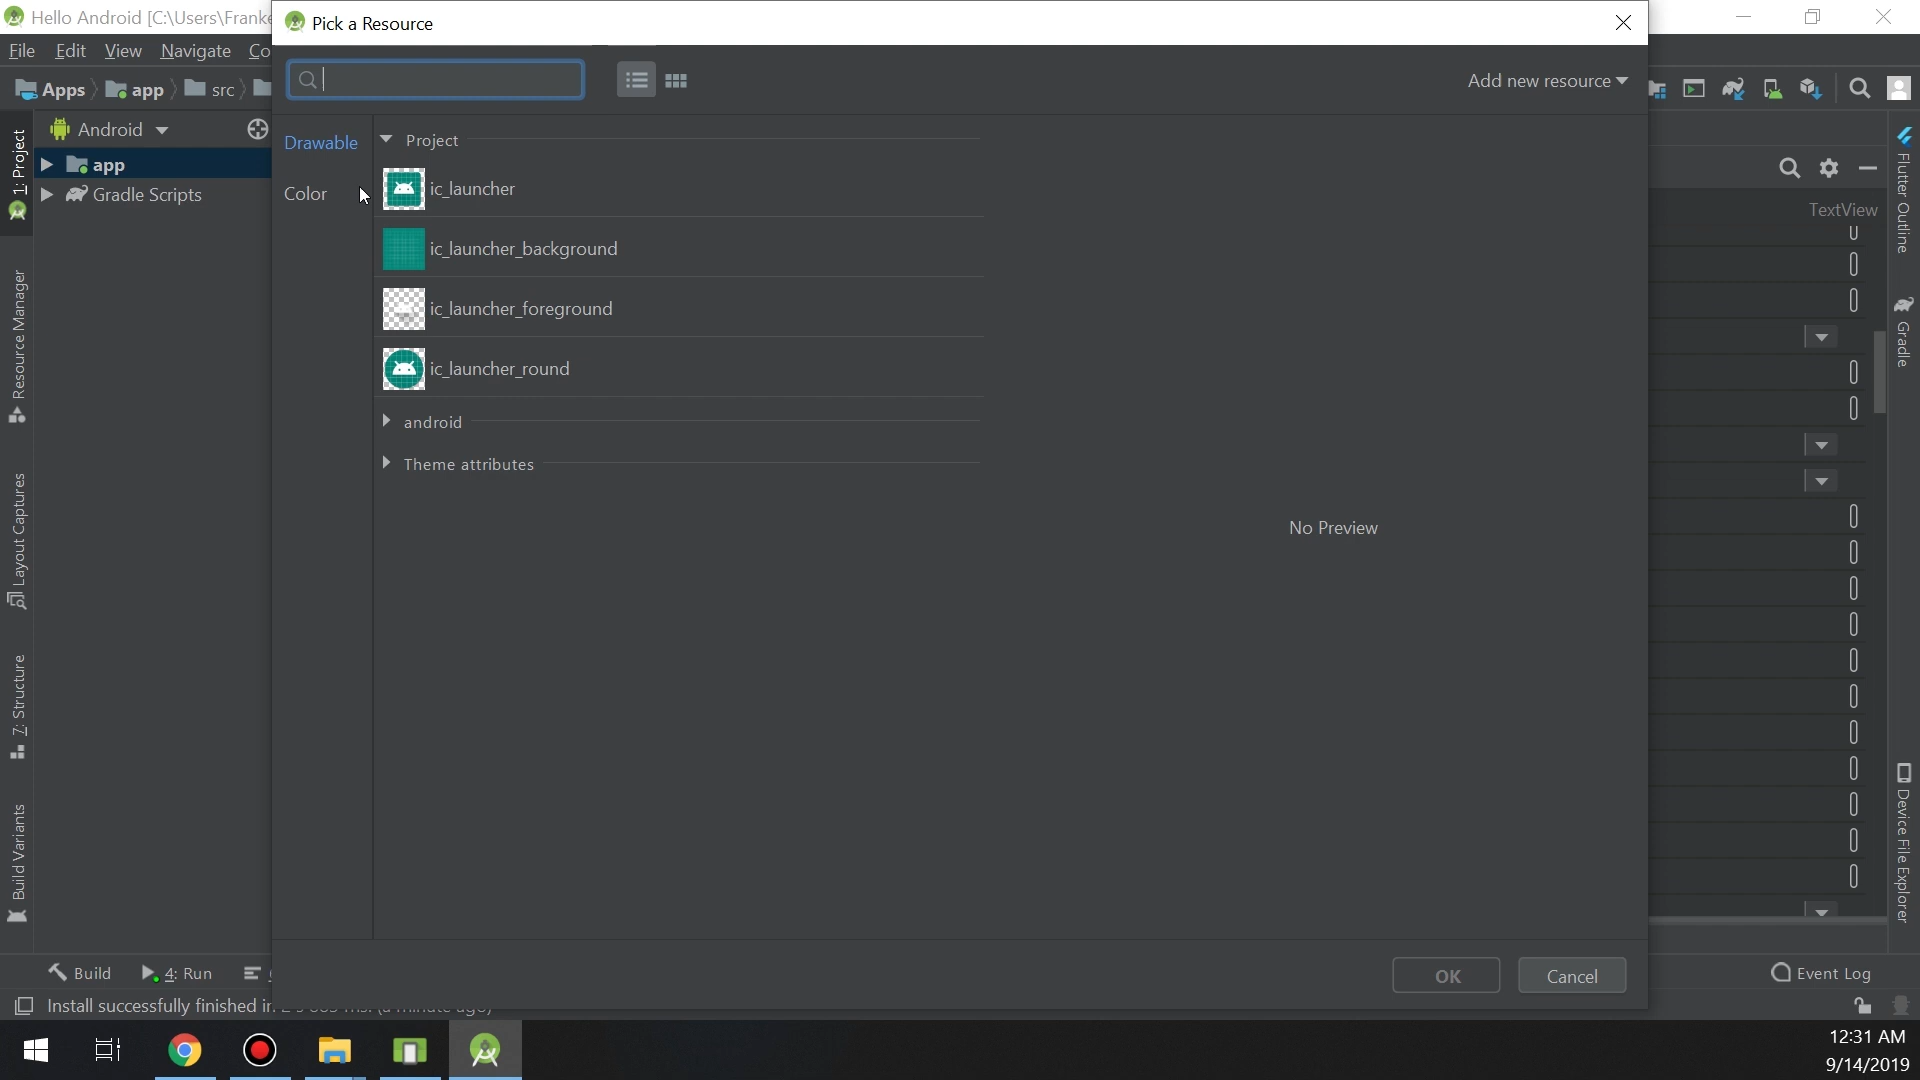 Hello Android [C:\Users\Franke
Pick a Resource
File Edit View Navigate Co
Apps app src
Add new resource
Android
app
Gradle Scripts
1: Project
Resource Manager
Layout Captures
7: Structure
Build Variants
Drawable
Color
Project
ic_launcher
ic_launcher_background
ic_launcher_foreground
ic_launcher_round
android
Theme attributes
No Preview
TextView
Flutter Outline
Gradle
Device File Explorer
OK
Cancel
Build 4: Run
Event Log
Install successfully finished in
12:31 AM
9/14/2019